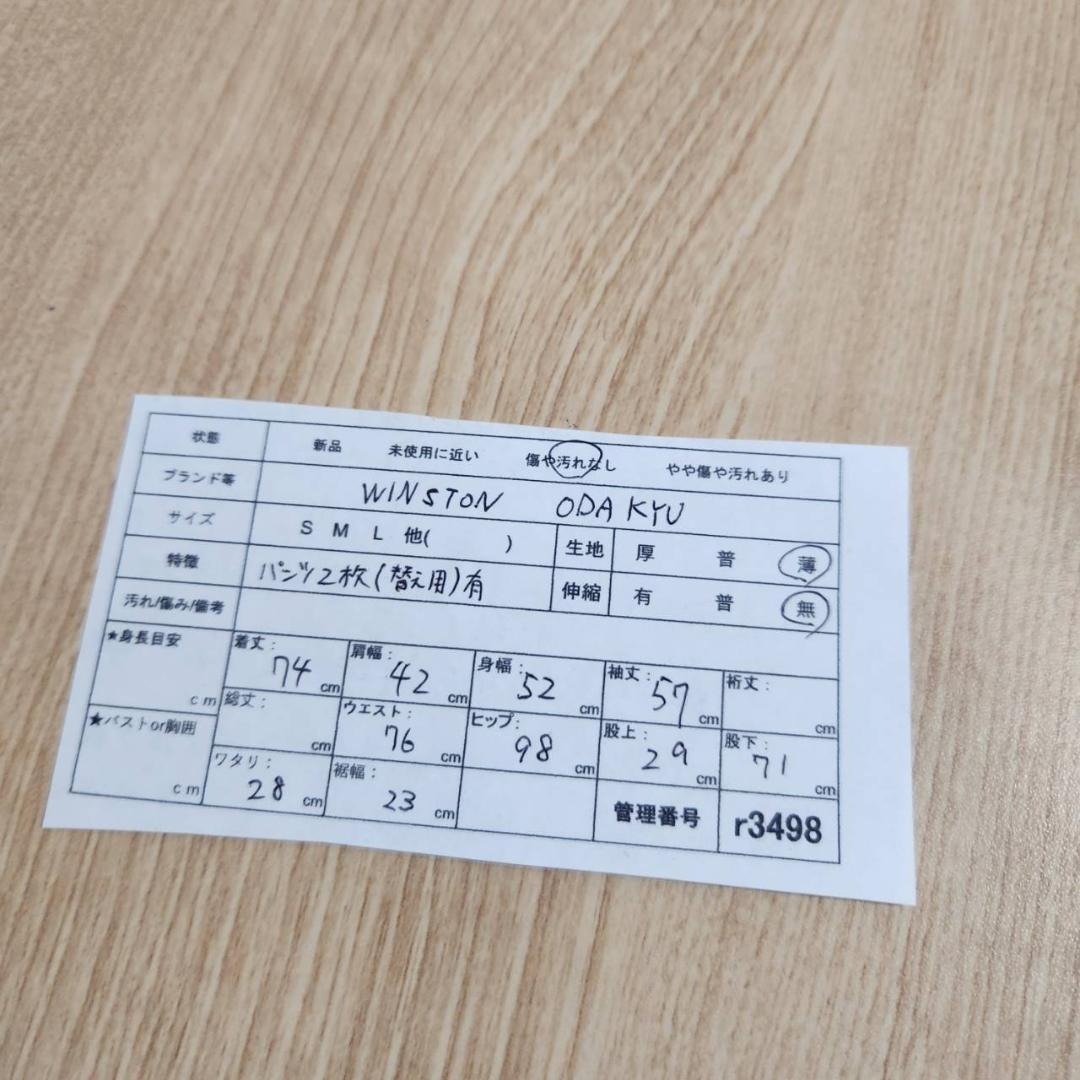 状態 新品 未使用に近い 傷や汚れなし やや傷や汚れあり
ブランド等 WINSTON ODAKYU
サイズ S M L 他( ) 生地 厚 普 薄
特徴 パンツ2枚(替え用)有 伸縮 有 普 無
汚れ/傷み/備考
★身長目安 cm 着丈: 74 cm 肩幅: 42 cm 身幅: 52 cm 袖丈: 57 cm 裄丈: cm
総丈: cm ウエスト: 76 cm ヒップ: 98 cm 股上: 29 cm 股下: 71 cm
★バストor胸囲 cm ワタリ: 28 cm 裾幅: 23 cm 管理番号 r3498